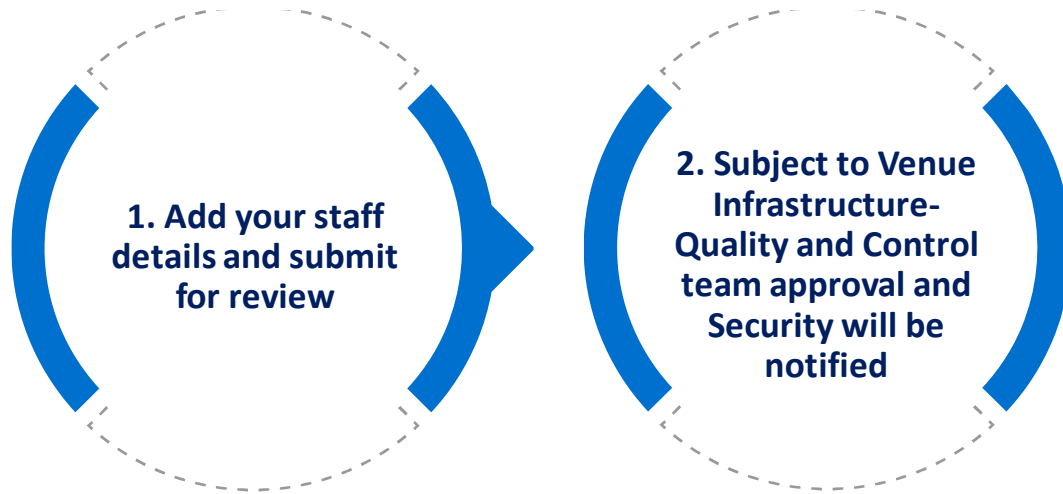 1. Add your staff
details and submit
for review
2. Subject to Venue
Infrastructure-
Quality and Control
team approval and
Security will be
notified